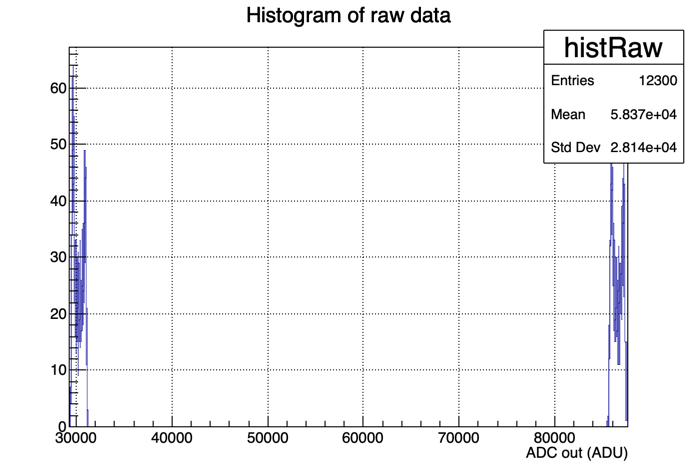 Histogram of raw data
histRaw
Entries 12300
Mean 5.837e+04
Std Dev 2.814e+04
60
50
40
30
20
10
0
30000 40000 50000 60000 70000 80000
ADC out (ADU)